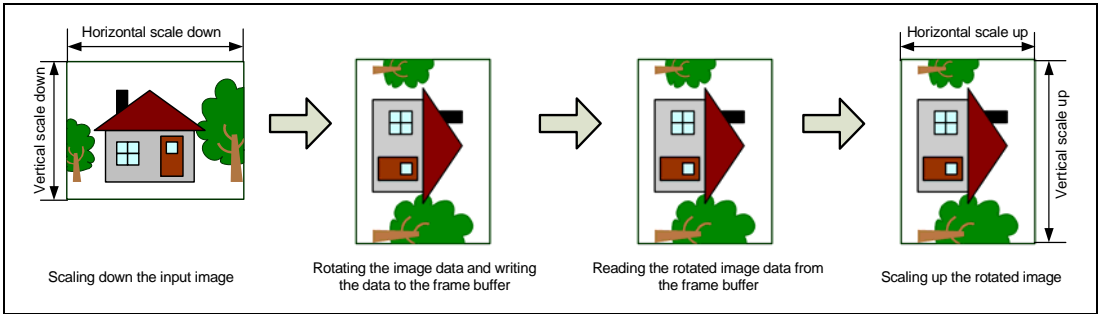 Horizontal scale down
Vertical scale down
Scaling down the input image
Rotating the image data and writing
the data to the frame buffer
Reading the rotated image data from
the frame buffer
Horizontal scale up
Vertical scale up
Scaling up the rotated image